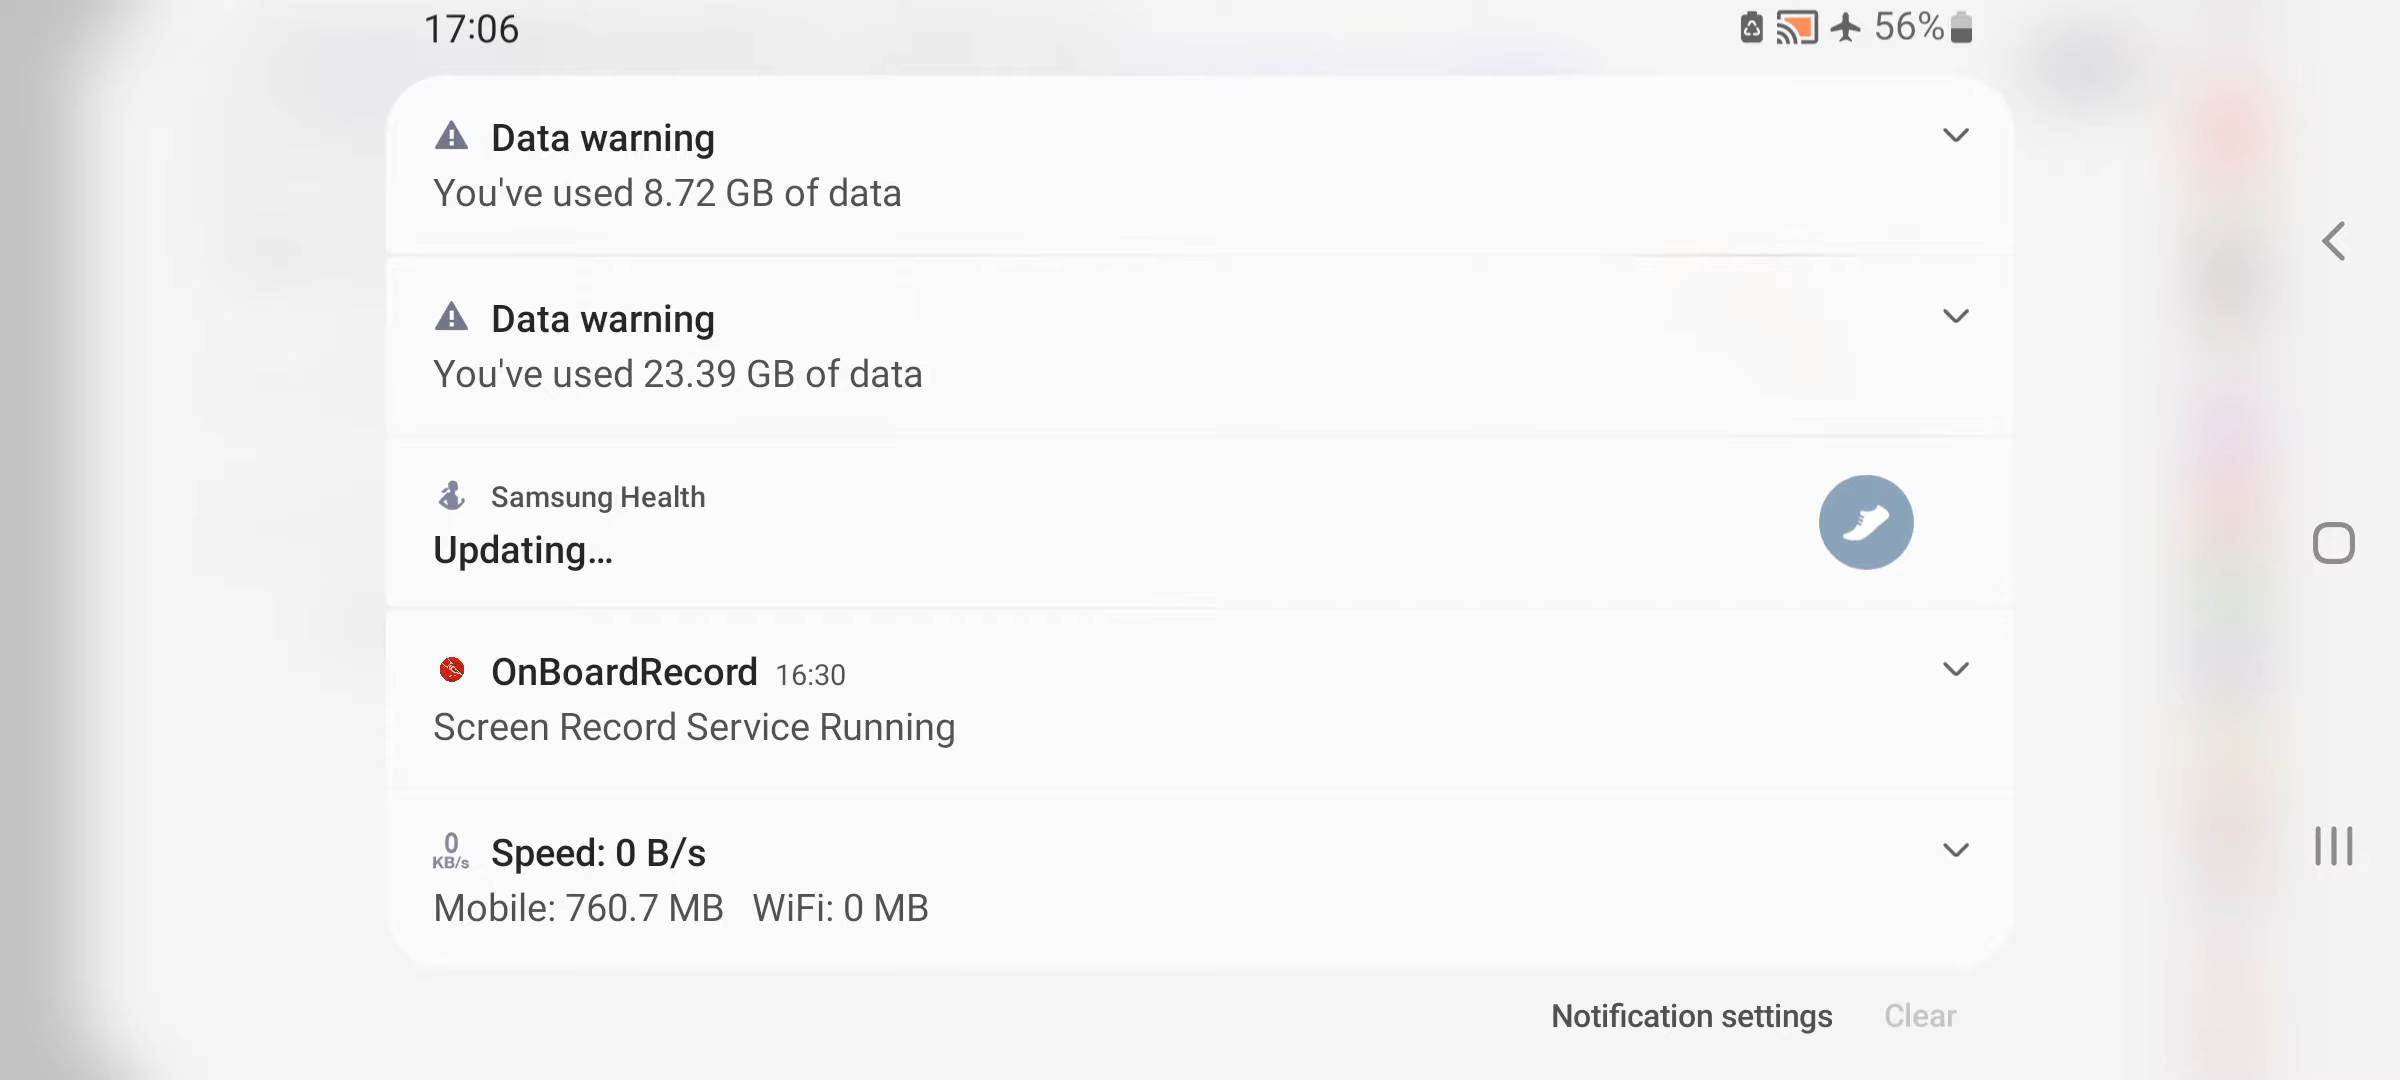 17:06
56%
Data warning
You've used 8.72 GB of data
Data warning
You've used 23.39 GB of data
Samsung Health
Updating...
OnBoardRecord 16:30
Screen Record Service Running
0
KB/s
Speed: 0 B/s
Mobile: 760.7 MB WiFi: 0 MB
Notification settings Clear